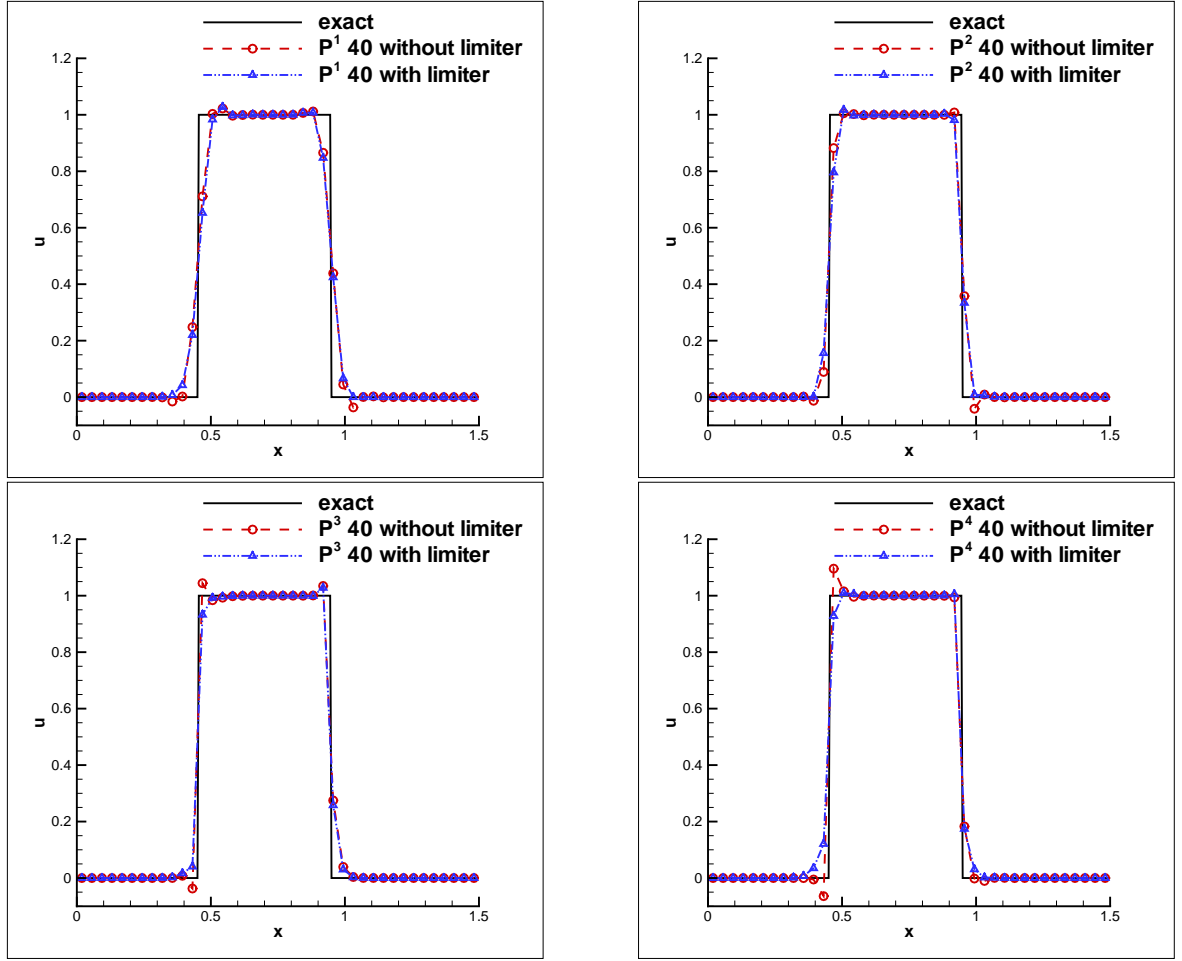 exact
P¹ 40 without limiter
P¹ 40 with limiter
1.2
1
0.8
0.6
0.4
0.2
0
u
0
0.5
1
1.5
x
exact
P² 40 without limiter
P² 40 with limiter
1.2
1
0.8
0.6
0.4
0.2
0
u
0
0.5
1
1.5
x
exact
P³ 40 without limiter
P³ 40 with limiter
1.2
1
0.8
0.6
0.4
0.2
0
u
0
0.5
1
1.5
x
exact
P⁴ 40 without limiter
P⁴ 40 with limiter
1.2
1
0.8
0.6
0.4
0.2
0
u
0
0.5
1
1.5
x